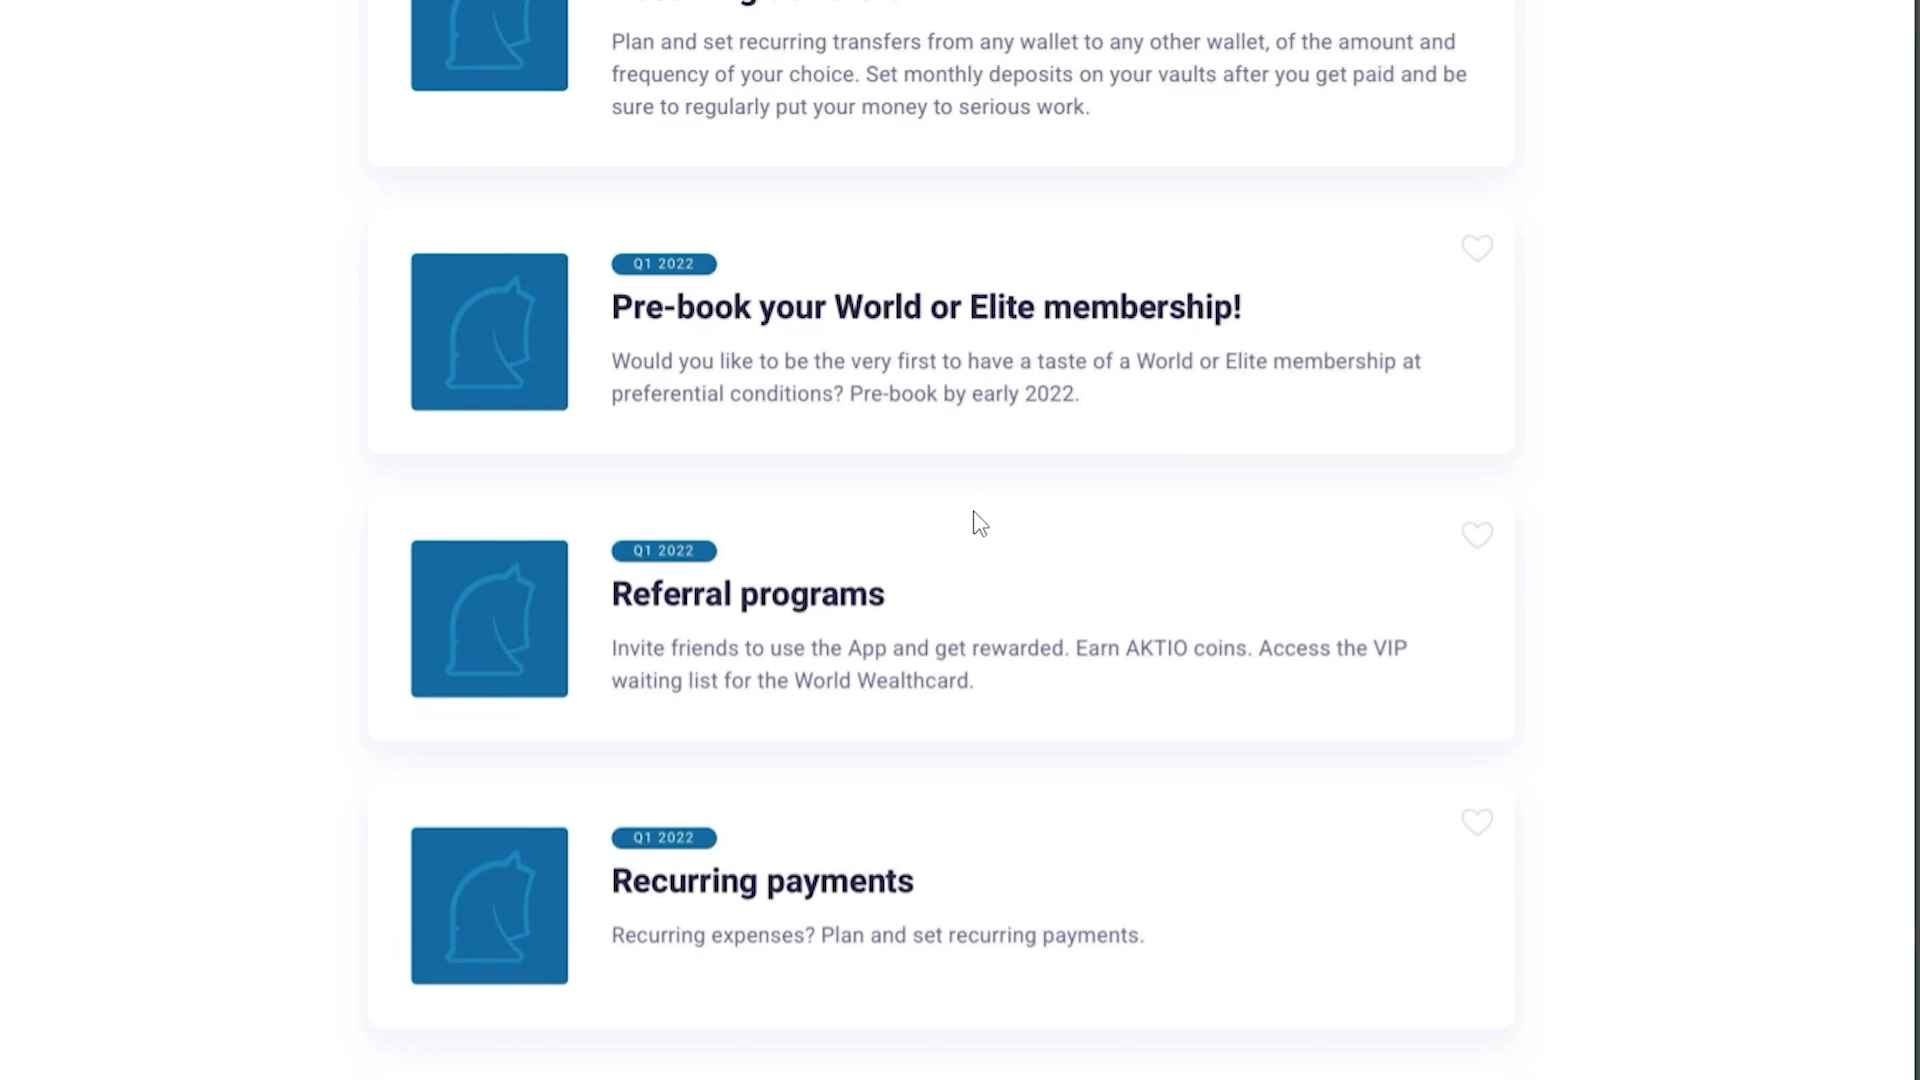 Plan and set recurring transfers from any wallet to any other wallet, of the amount and
frequency of your choice. Set monthly deposits on your vaults after you get paid and be
sure to regularly put your money to serious work.
Q1 2022
Pre-book your World or Elite membership!
Would you like to be the very first to have a taste of a World or Elite membership at
preferential conditions? Pre-book by early 2022.
Q1 2022
Referral programs
Invite friends to use the App and get rewarded. Earn AKTIO coins. Access the VIP
waiting list for the World Wealthcard.
Q1 2022
Recurring payments
Recurring expenses? Plan and set recurring payments.